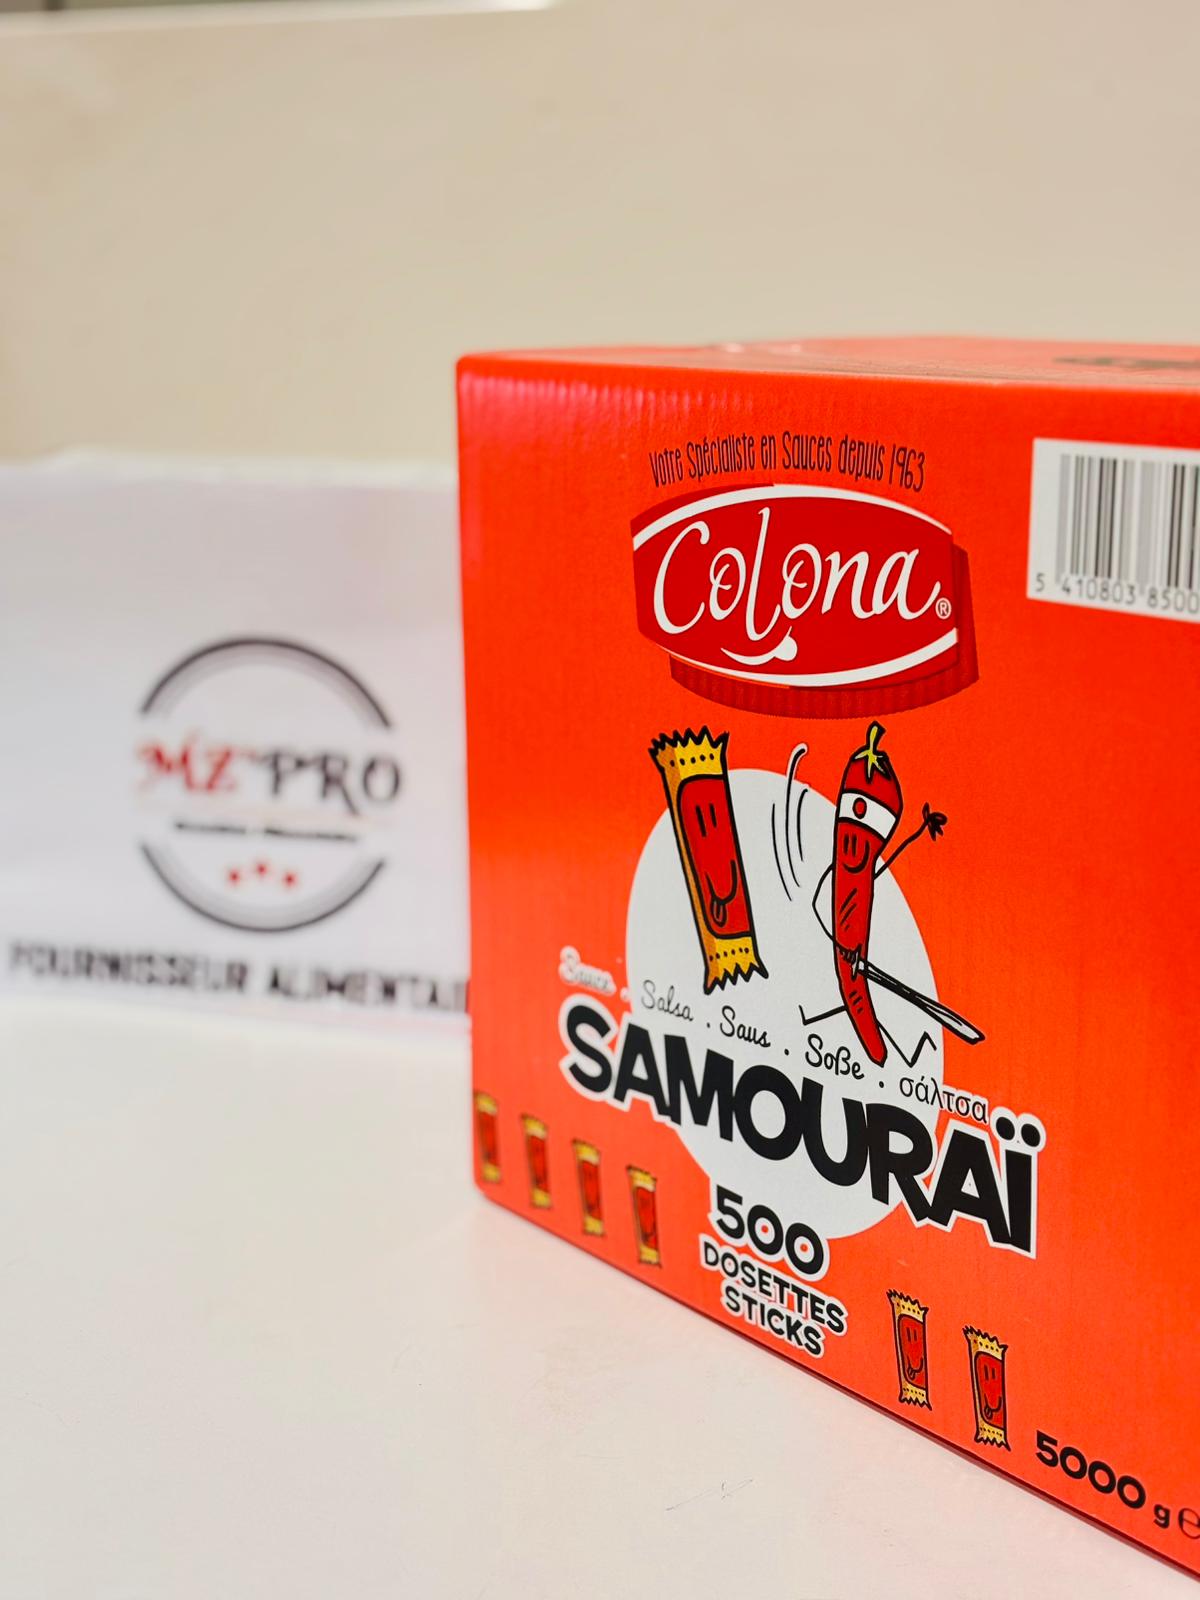 Votre Spécialiste en Sauces depuis 1963
Colona®
5 410803 8500
MZ'PRO
FOURNISSEUR ALIMENTAI
Sauce . Salsa . Saus . Soße . σάλτσα
SAMOURAÏ
500
DOSETTES
STICKS
5000 g e